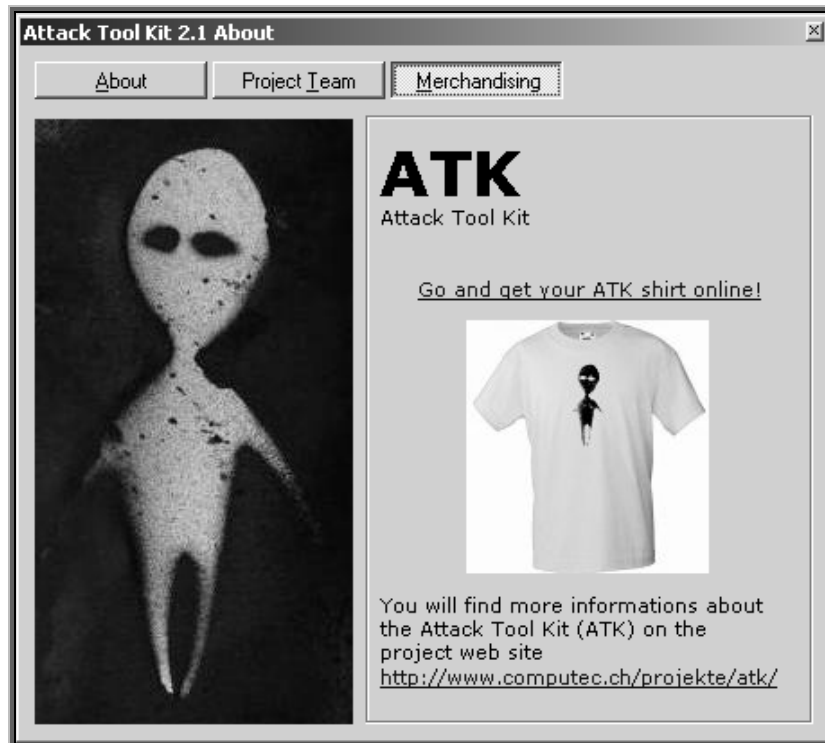 Attack Tool Kit 2.1 About
About Project Team Merchandising
ATK
Attack Tool Kit
Go and get your ATK shirt online!
You will find more informations about
the Attack Tool Kit (ATK) on the
project web site
http://www.computec.ch/projekte/atk/